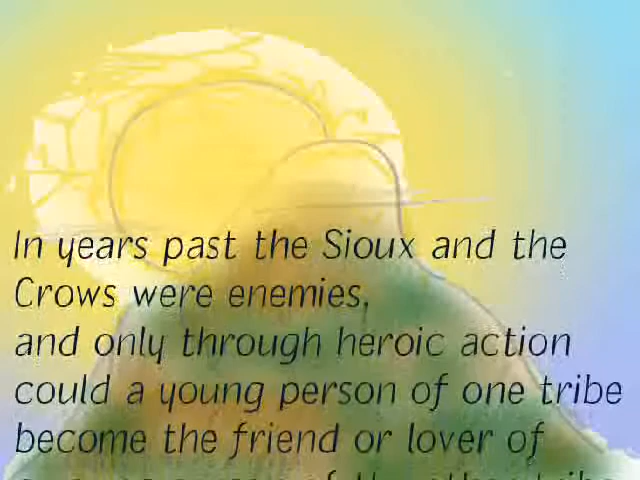 In years past the Sioux and the
Crows were enemies,
and only through heroic action
could a young person of one tribe
become the friend or lover of